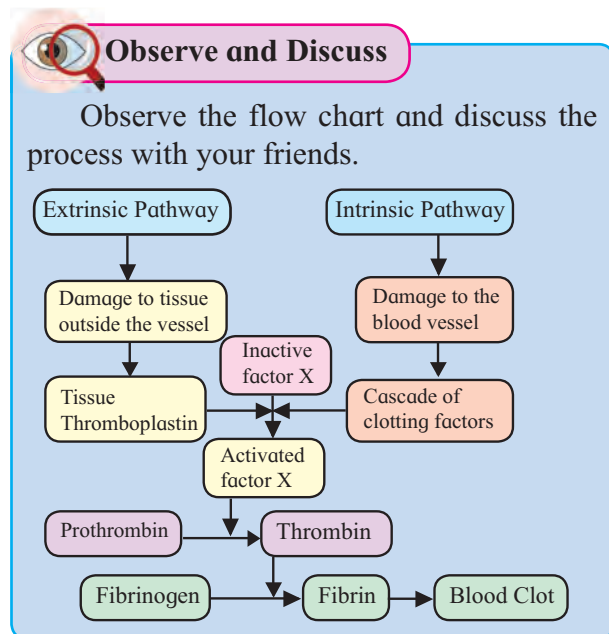 Observe and Discuss
Observe the flow chart and discuss the
process with your friends.
Extrinsic Pathway
Intrinsic Pathway
Damage to tissue
outside the vessel
Damage to the
blood vessel
Inactive
factor X
Tissue
Thromboplastin
Cascade of
clotting factors
Activated
factor X
Prothrombin
Thrombin
Fibrinogen
Fibrin
Blood Clot